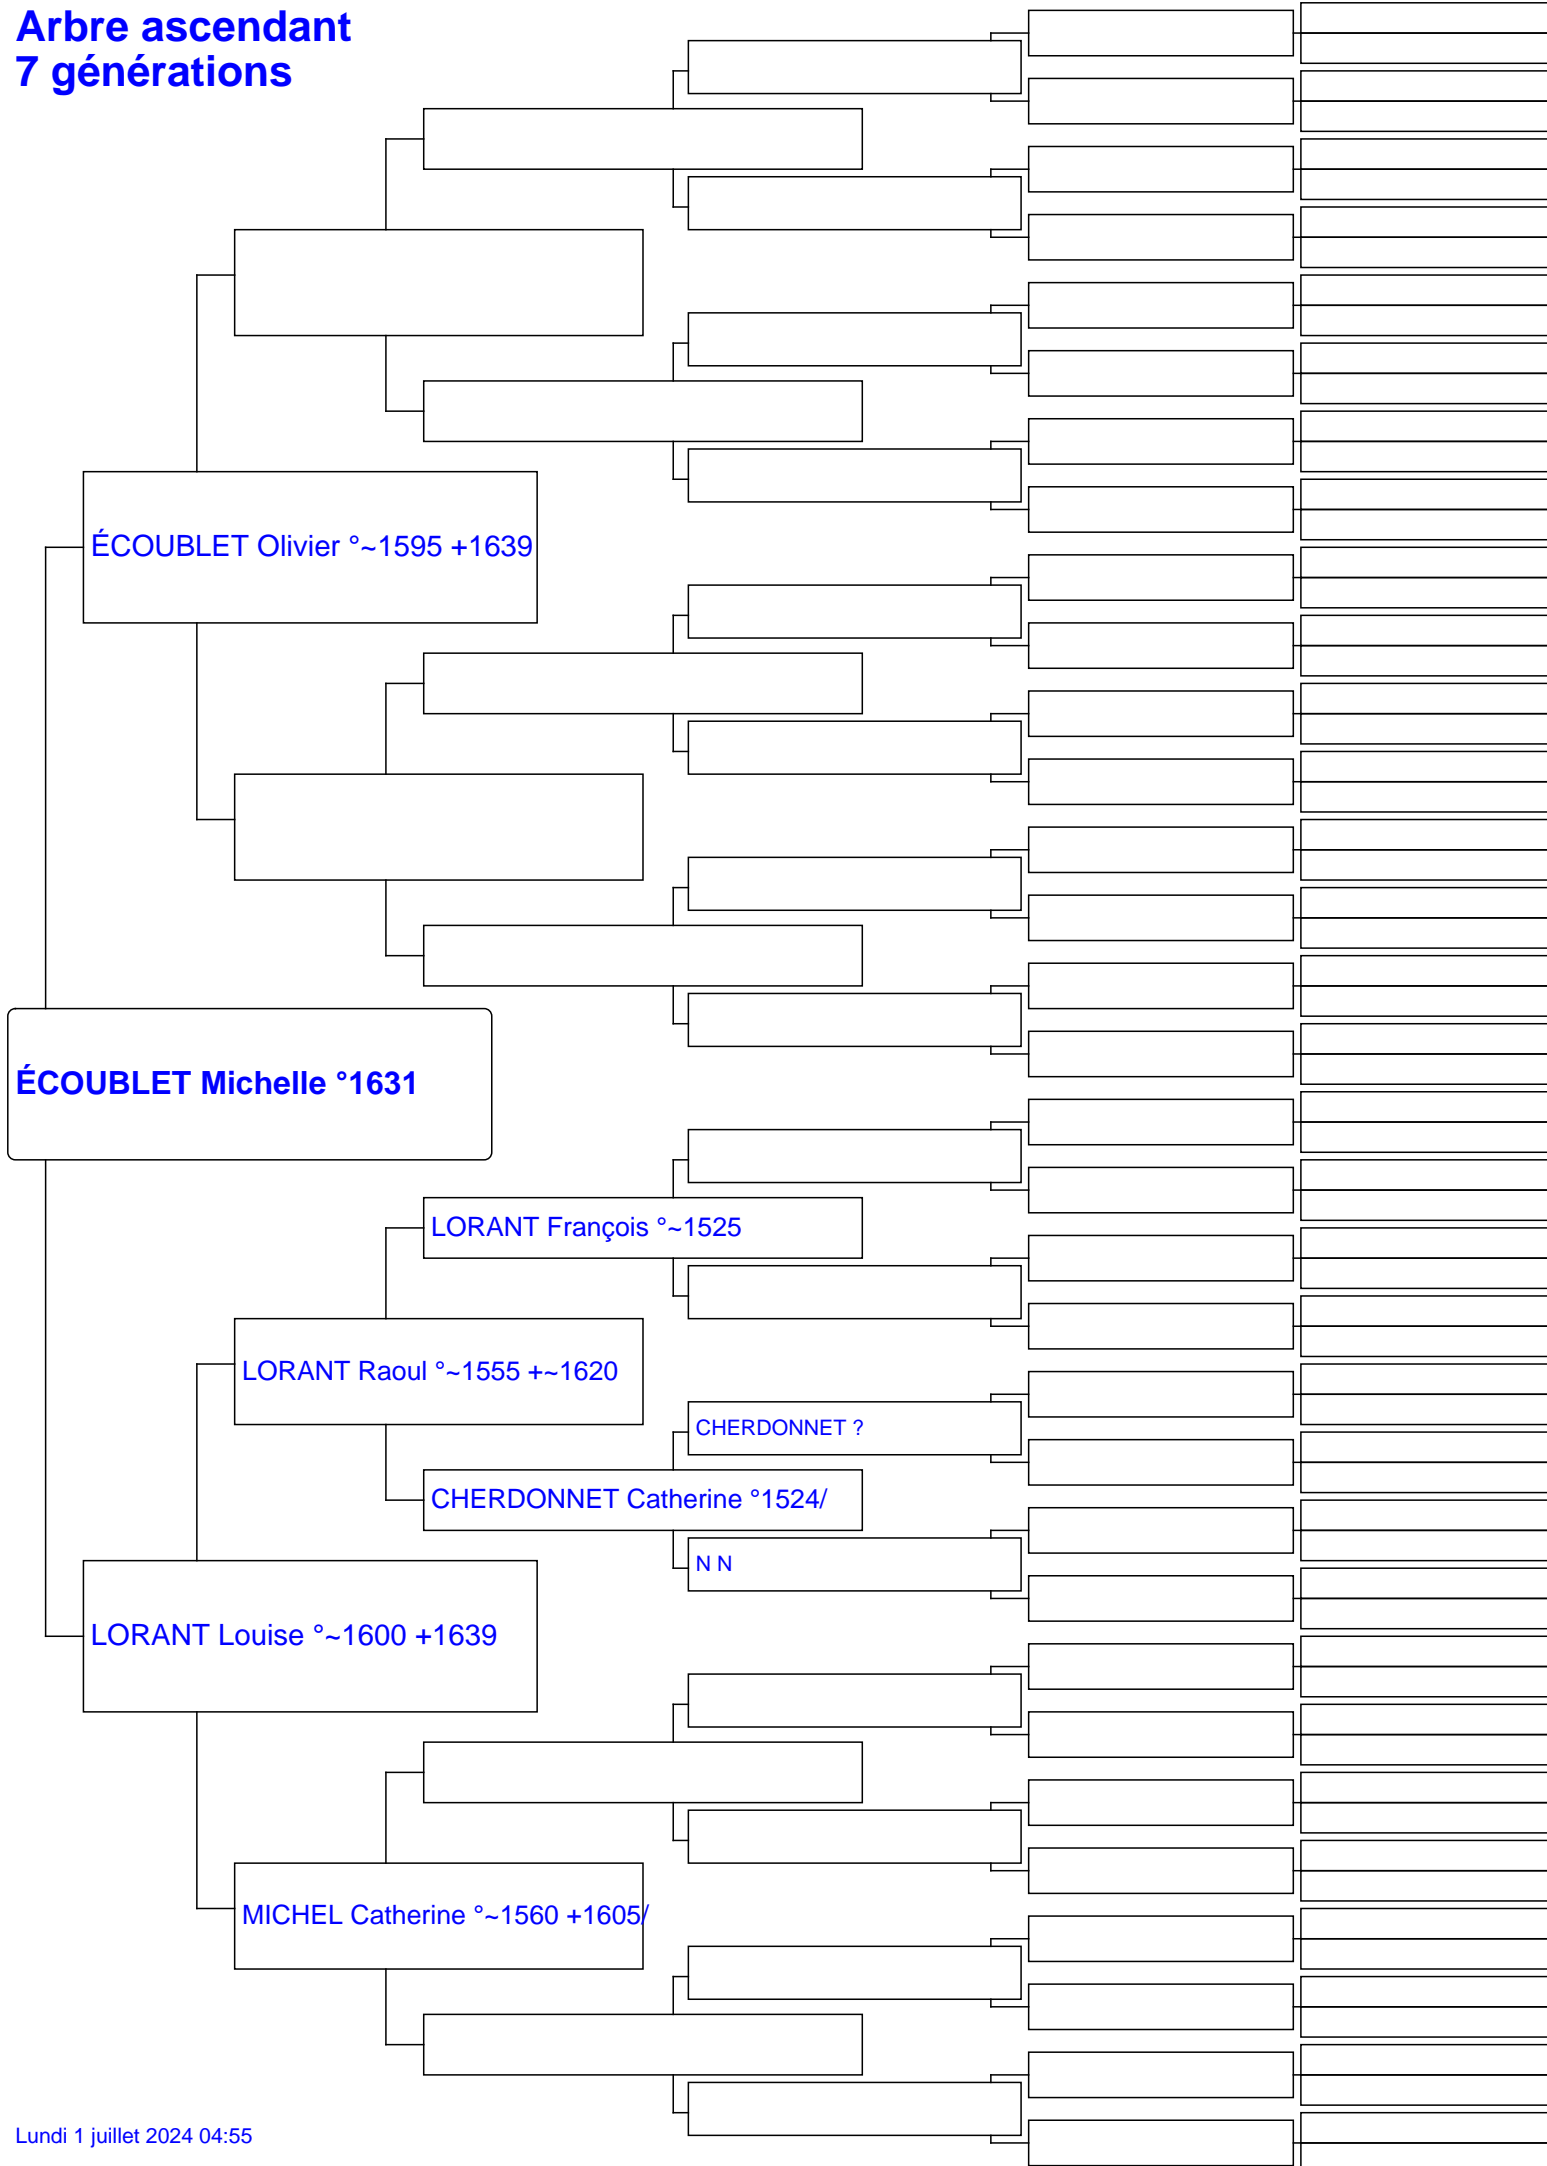 Arbre ascendant
7 générations
ÉCOUBLET Olivier °~1595 +1639
ÉCOUBLET Michelle °1631
LORANT François °~1525
LORANT Raoul °~1555 +~1620
CHERDONNET ?
CHERDONNET Catherine °1524/
N N
LORANT Louise °~1600 +1639
MICHEL Catherine °~1560 +1605/
Lundi 1 juillet 2024 04:55